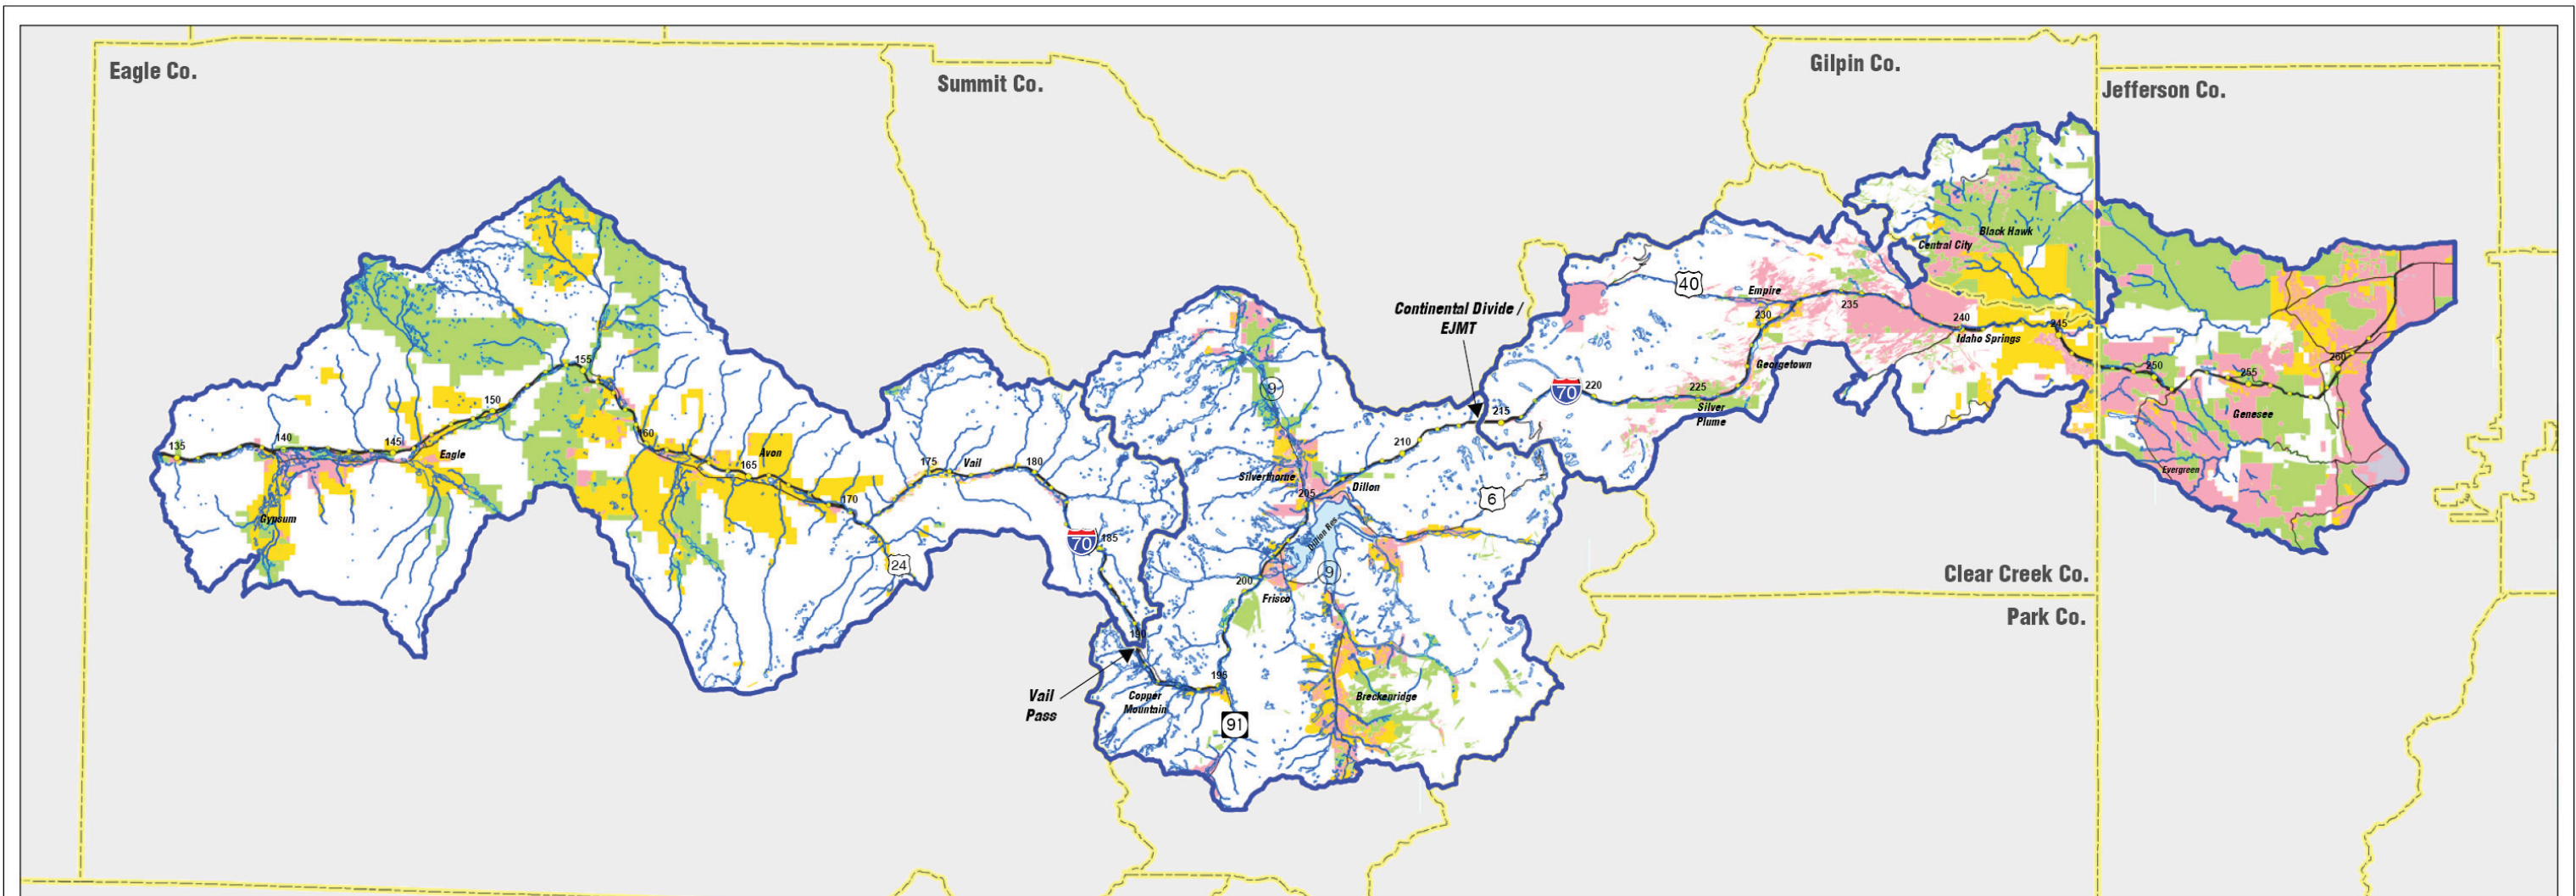 Eagle Co.
Summit Co.
Gilpin Co.
Jefferson Co.
Black Hawk
Central City
40
Empire
Continental Divide /
EJMT
235
230
240
245
Idaho Springs
Georgetown
250
255
260
Genesee
Evergreen
155
150
70
220
225
215
Silver
Plume
9
135
140
145
Eagle
160
Avon
165
175
Vail
180
210
170
Silverthorne
205
Dillon
6
Gypsum
Dillon Res.
70
185
24
200
9
Frisco
Clear Creek Co.
Park Co.
190
195
Vail
Pass
Copper
Mountain
Breckenridge
91